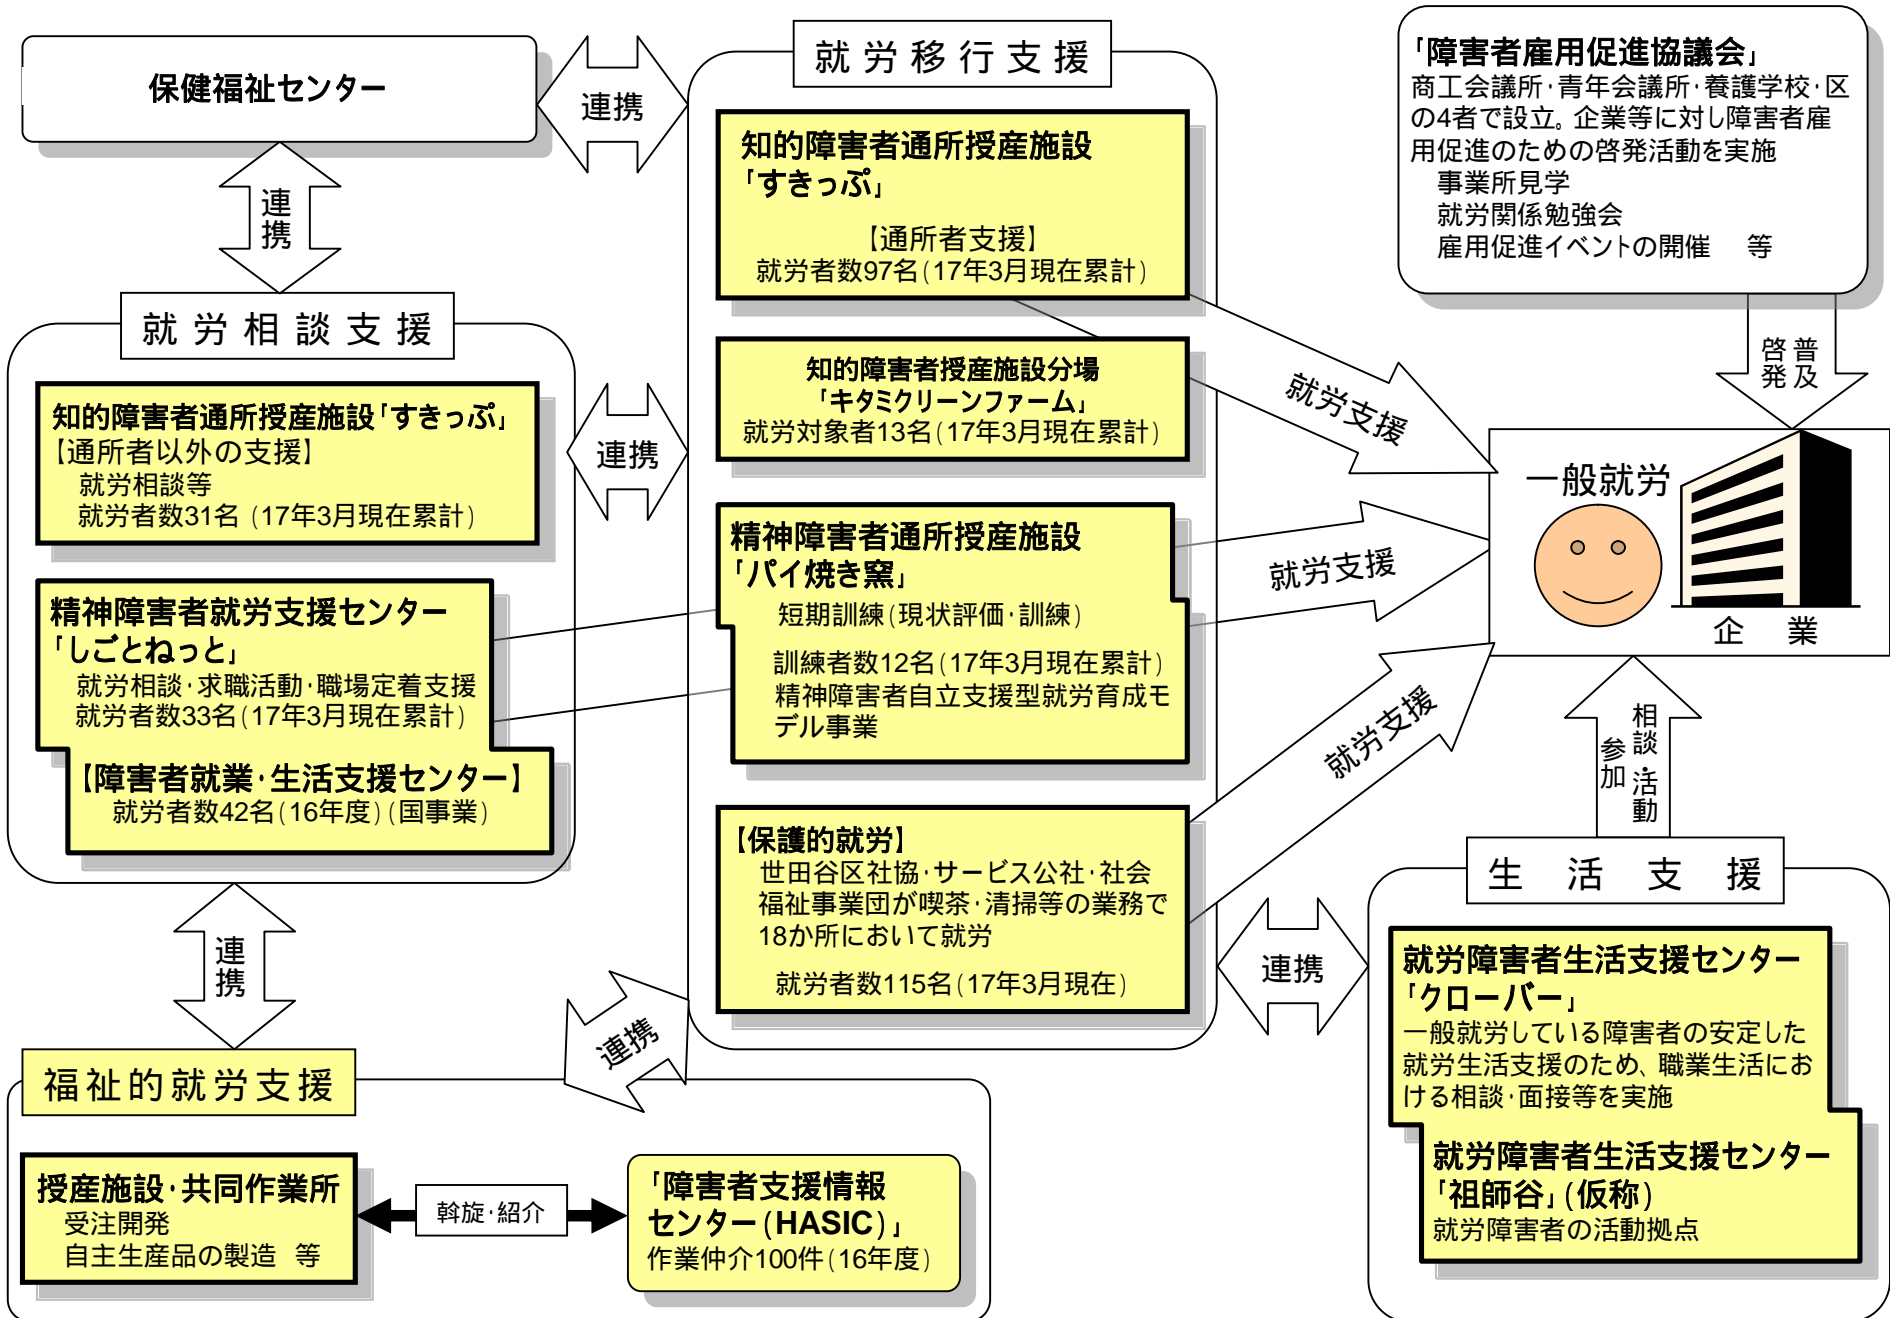 保健福祉センター
連携
連携
就労相談支援
知的障害者通所授産施設「すきっぷ」
【通所者以外の支援】
就労相談等
就労者数31名（17年3月現在累計）
精神障害者就労支援センター
「しごとねっと」
就労相談・求職活動・職場定着支援
就労者数33名（17年3月現在累計）
【障害者就業・生活支援センター】
就労者数42名（16年度）（国事業）
連携
連携
福祉的就労支援
授産施設・共同作業所
受注開発
自主生産品の製造　等
斡旋・紹介
「障害者支援情報
センター（HASIC）」
作業仲介100件（16年度）
連携
就労移行支援
知的障害者通所授産施設
「すきっぷ」
【通所者支援】
就労者数97名（17年3月現在累計）
知的障害者授産施設分場
「キタミクリーンファーム」
就労対象者13名（17年3月現在累計）
精神障害者通所授産施設
「パイ焼き窯」
短期訓練（現状評価・訓練）
訓練者数12名（17年3月現在累計）
精神障害者自立支援型就労育成モ
デル事業
【保護的就労】
世田谷区社協・サービス公社・社会
福祉事業団が喫茶・清掃等の業務で
18か所において就労
就労者数115名（17年3月現在）
就労支援
就労支援
就労支援
連携
「障害者雇用促進協議会」
商工会議所・青年会議所・養護学校・区
の4者で設立。企業等に対し障害者雇
用促進のための啓発活動を実施
事業所見学
就労関係勉強会
雇用促進イベントの開催　等
普及
啓発
一般就労
企　業
相談・活動
参加
生活支援
就労障害者生活支援センター
「クローバー」
一般就労している障害者の安定した
就労生活支援のため、職業生活にお
ける相談・面接等を実施
就労障害者生活支援センター
「祖師谷」（仮称）
就労障害者の活動拠点